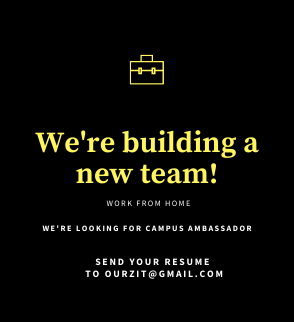 We're building a
new team!
WORK FROM HOME
WE'RE LOOKING FOR CAMPUS AMBASSADOR
SEND YOUR RESUME
TO OURZIT@GMAIL.COM